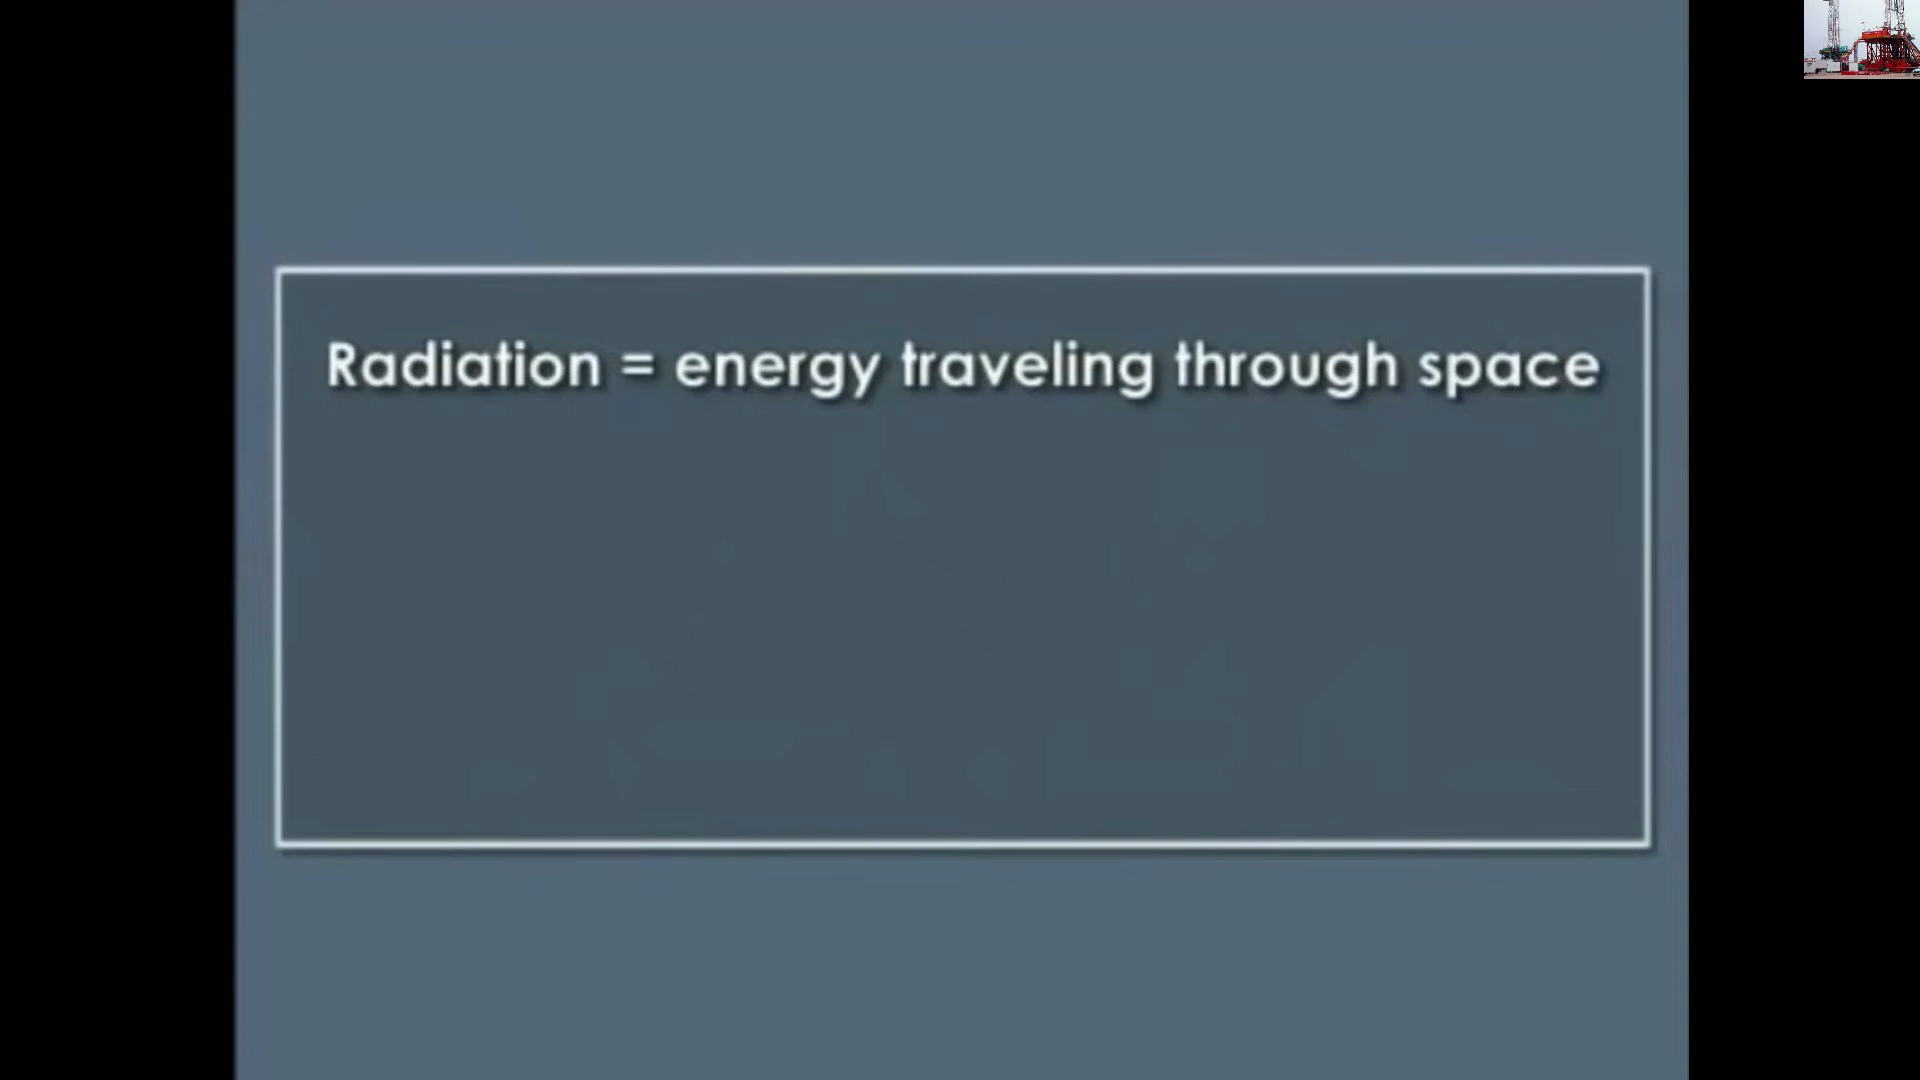 Radiation = energy traveling through space